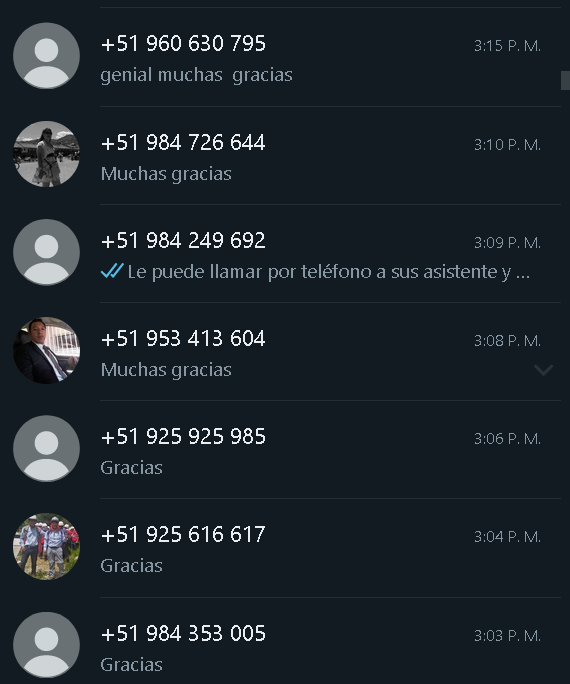 +51 960 630 795
3:15 P. M.
genial muchas  gracias
+51 984 726 644
3:10 P. M.
Muchas gracias
+51 984 249 692
3:09 P. M.
Le puede llamar por teléfono a sus asistente y ...
+51 953 413 604
3:08 P. M.
Muchas gracias
+51 925 925 985
3:06 P. M.
Gracias
+51 925 616 617
3:04 P. M.
Gracias
+51 984 353 005
3:03 P. M.
Gracias